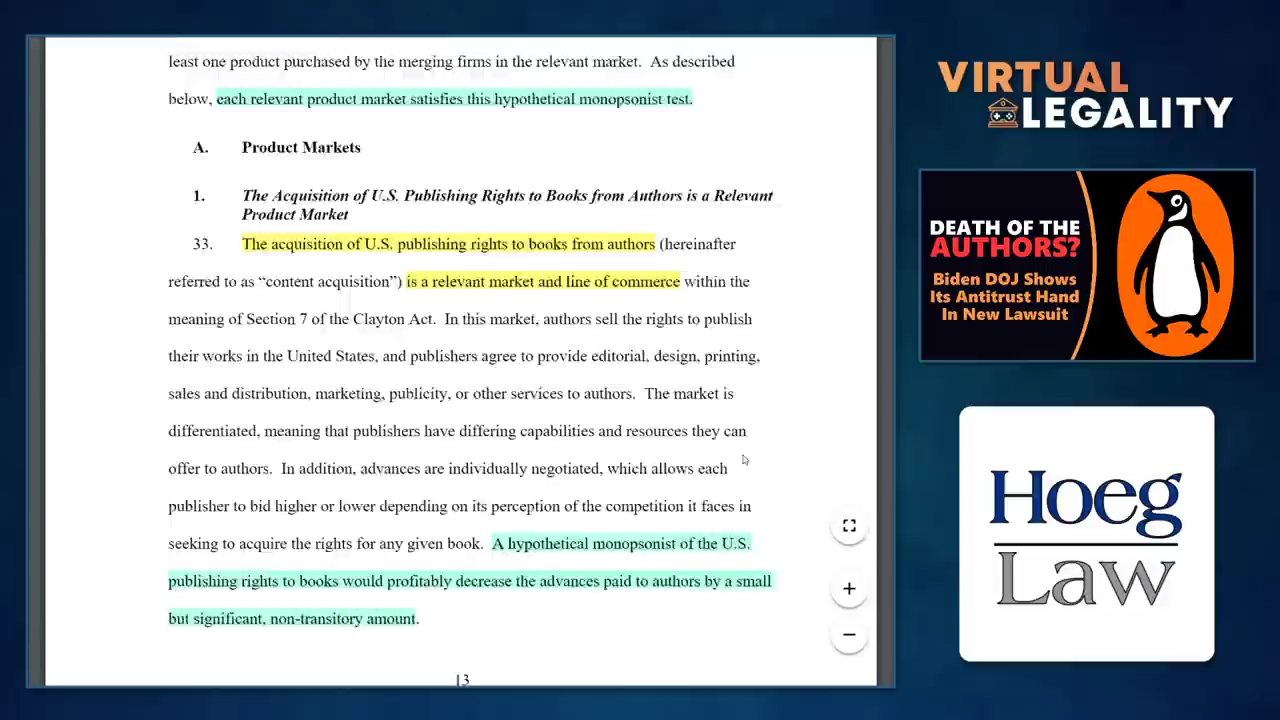 least one product purchased by the merging firms in the relevant market.  As described
below, each relevant product market satisfies this hypothetical monopsonist test.
A. Product Markets
1. The Acquisition of U.S. Publishing Rights to Books from Authors is a Relevant
Product Market
33. The acquisition of U.S. publishing rights to books from authors (hereinafter
referred to as “content acquisition”) is a relevant market and line of commerce within the
meaning of Section 7 of the Clayton Act.  In this market, authors sell the rights to publish
their works in the United States, and publishers agree to provide editorial, design, printing,
sales and distribution, marketing, publicity, or other services to authors.  The market is
differentiated, meaning that publishers have differing capabilities and resources they can
offer to authors.  In addition, advances are individually negotiated, which allows each
publisher to bid higher or lower depending on its perception of the competition it faces in
seeking to acquire the rights for any given book.  A hypothetical monopsonist of the U.S.
publishing rights to books would profitably decrease the advances paid to authors by a small
but significant, non-transitory amount.
13
VIRTUAL
LEGALITY
DEATH OF THE
AUTHORS?
Biden DOJ Shows
Its Antitrust Hand
In New Lawsuit
Hoeg
Law